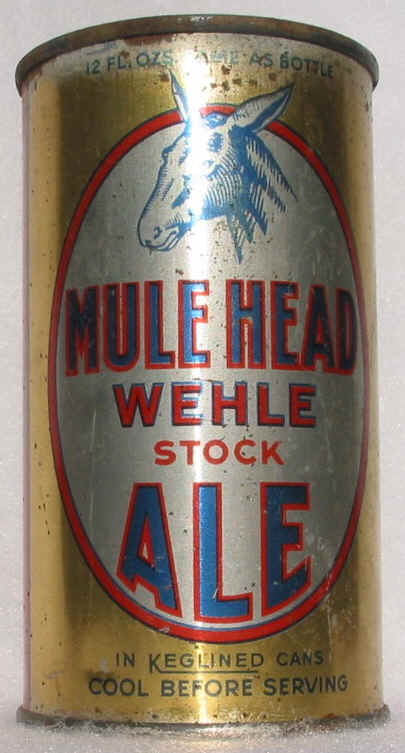 12 FL. OZS. SAME AS BOTTLE
MULE HEAD
WEHLE
STOCK
ALE
IN KEGLINED CANS
COOL BEFORE SERVING